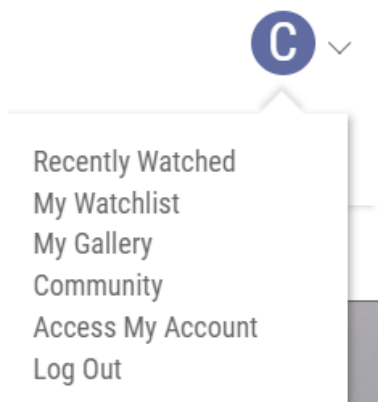 C
Recently Watched
My Watchlist
My Gallery
Community
Access My Account
Log Out